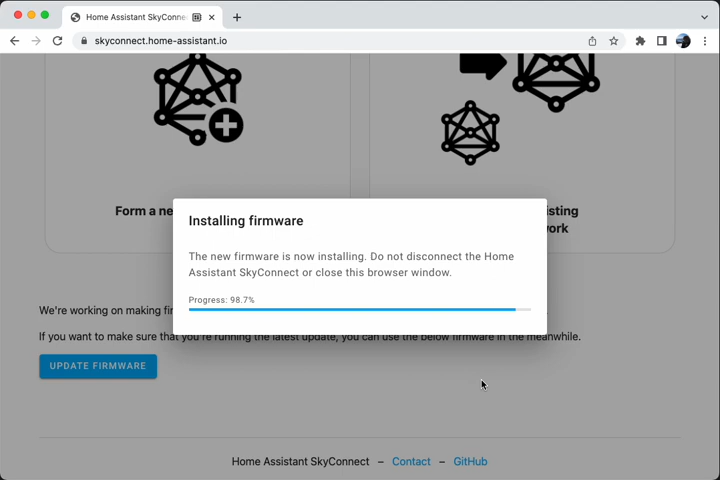 Home Assistant SkyConnec
skyconnect.home-assistant.io
Form a ne
isting
ork
Installing firmware
The new firmware is now installing. Do not disconnect the Home
Assistant SkyConnect or close this browser window.
Progress: 98.7%
We're working on making fir
If you want to make sure that you're running the latest update, you can use the below firmware in the meanwhile.
UPDATE FIRMWARE
Home Assistant SkyConnect – Contact – GitHub